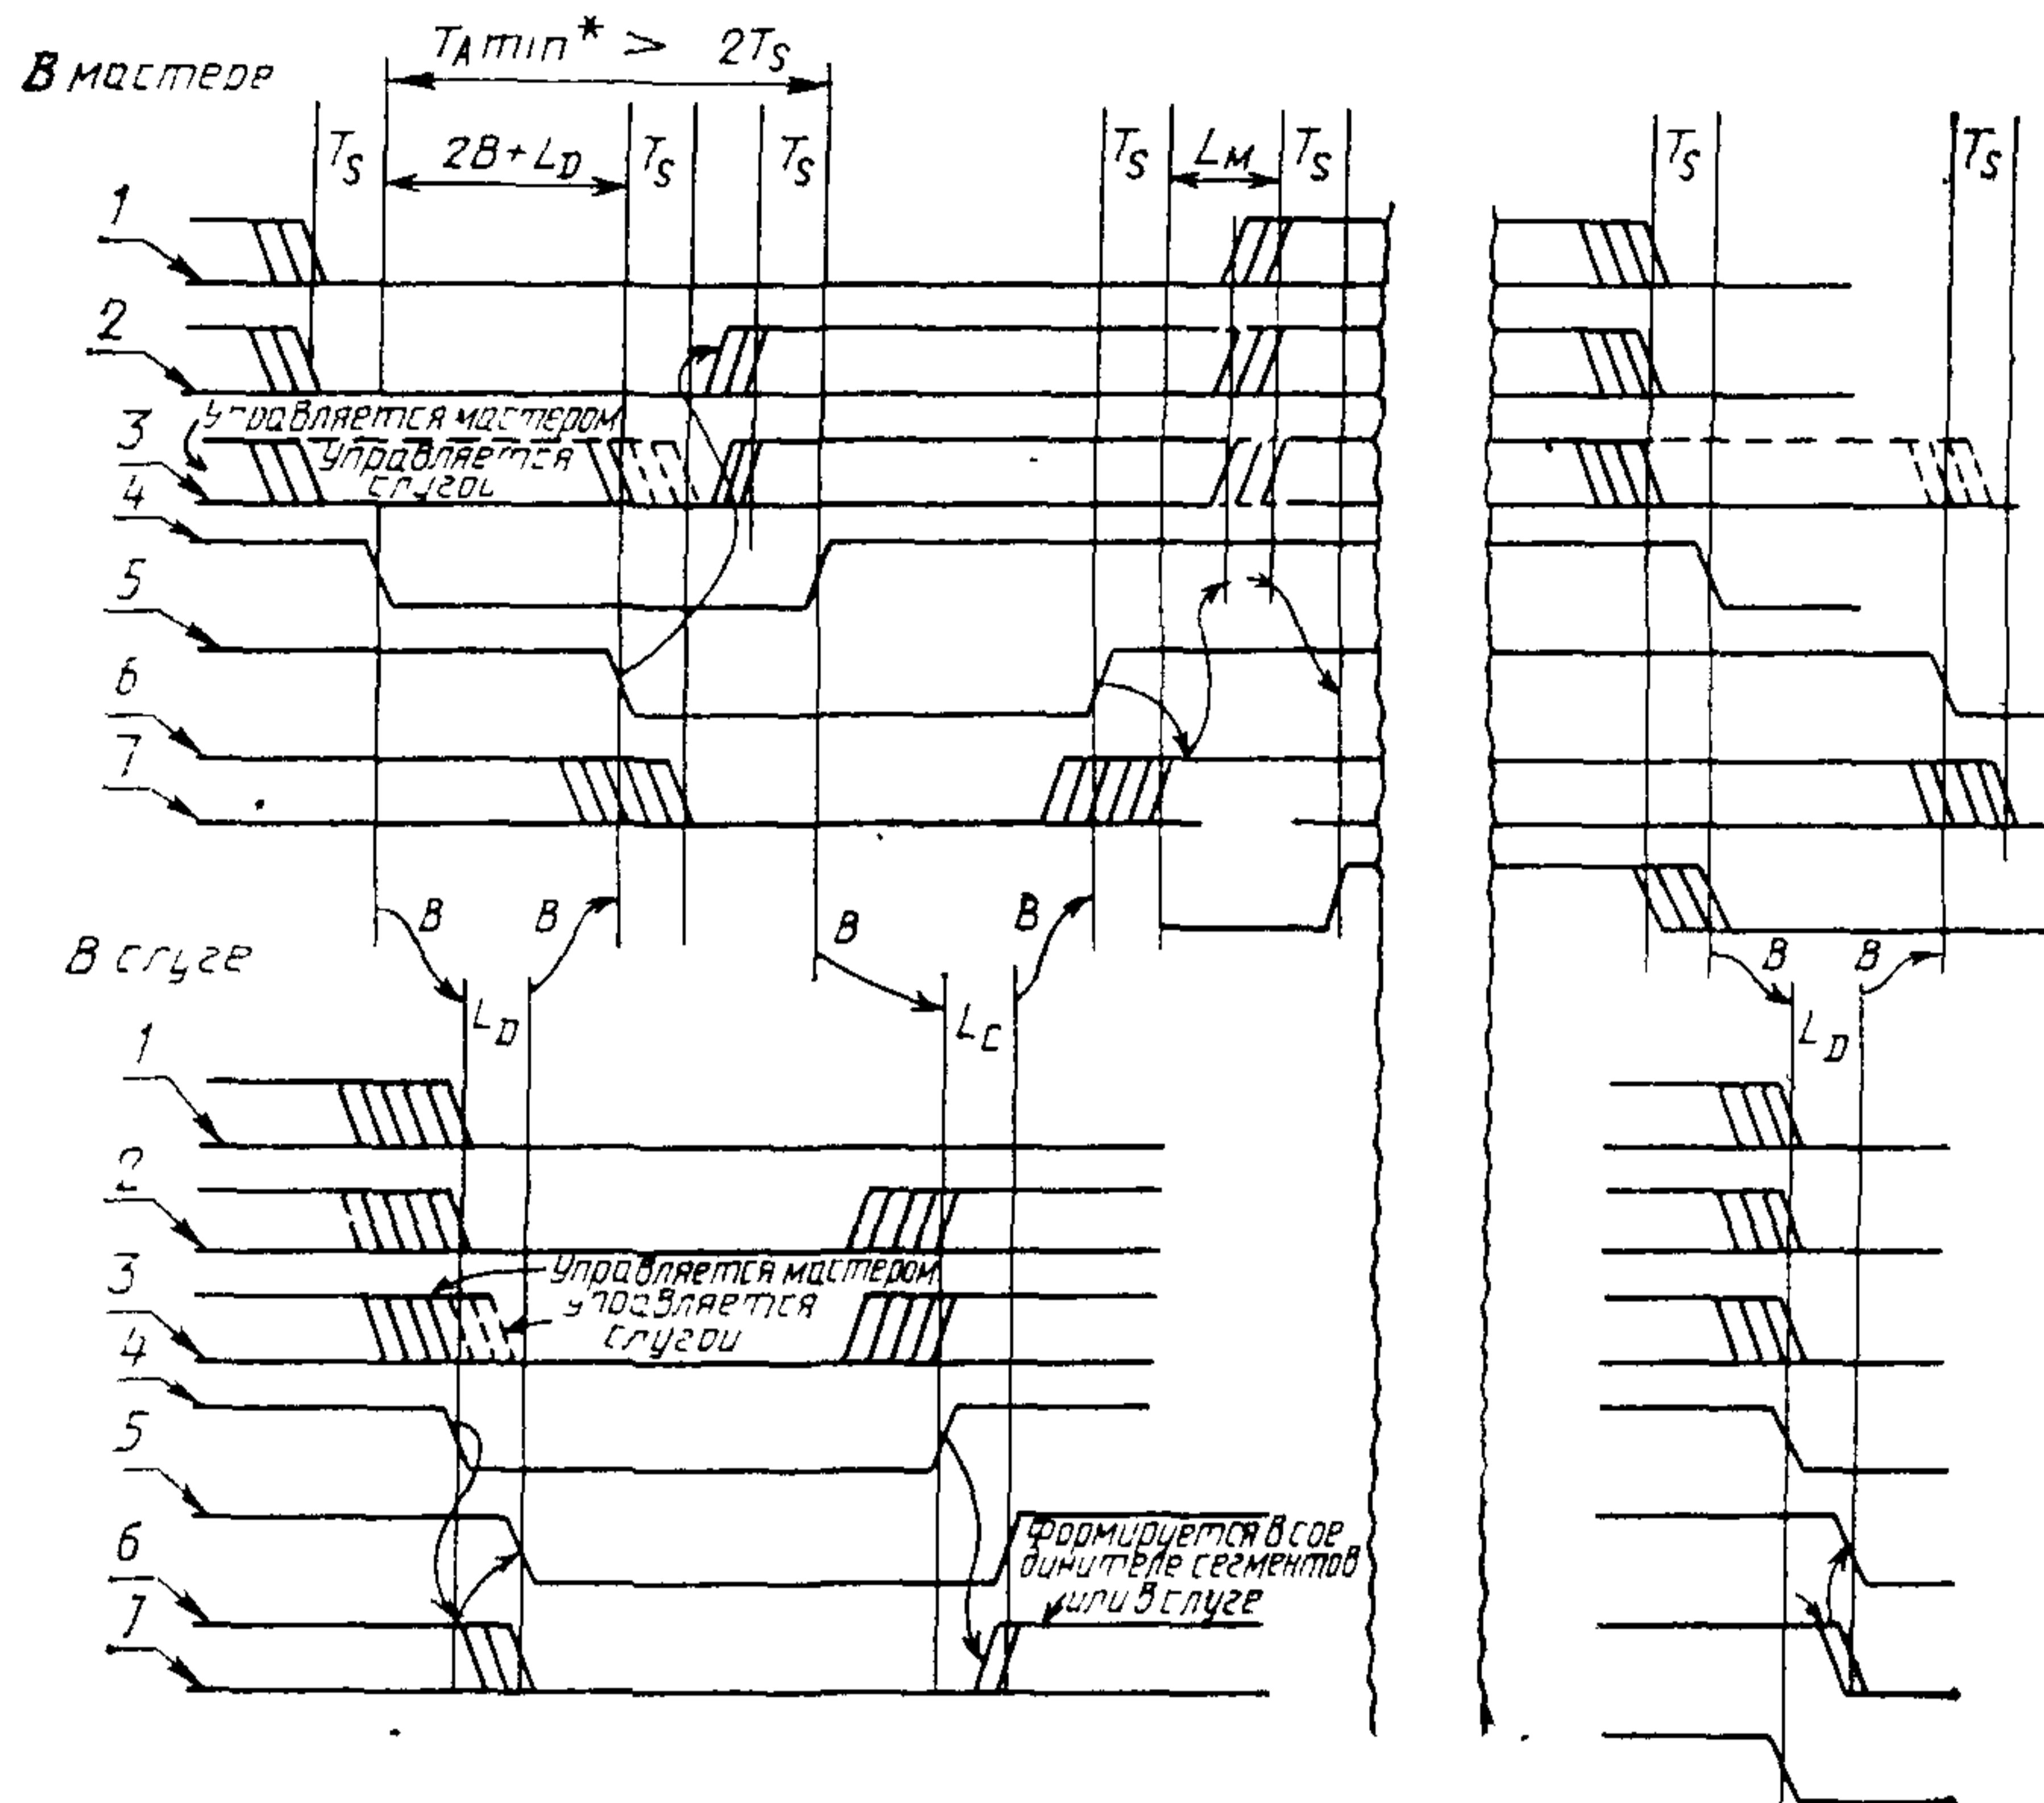 В мастере
T_A min* > 2T_S
T_S
2B+L_D
T_S
T_S
T_S
L_M
T_S
T_S
T_S
1
2
Управляется мастером
3
Управляется
слугой
4
5
6
7
B
B
B
B
B
B
В слуге
L_D
L_C
L_D
1
2
3
Управляется мастером
управляется
слугой
4
5
6
Формируется в сое
динителе сегментов
или в слуге
7